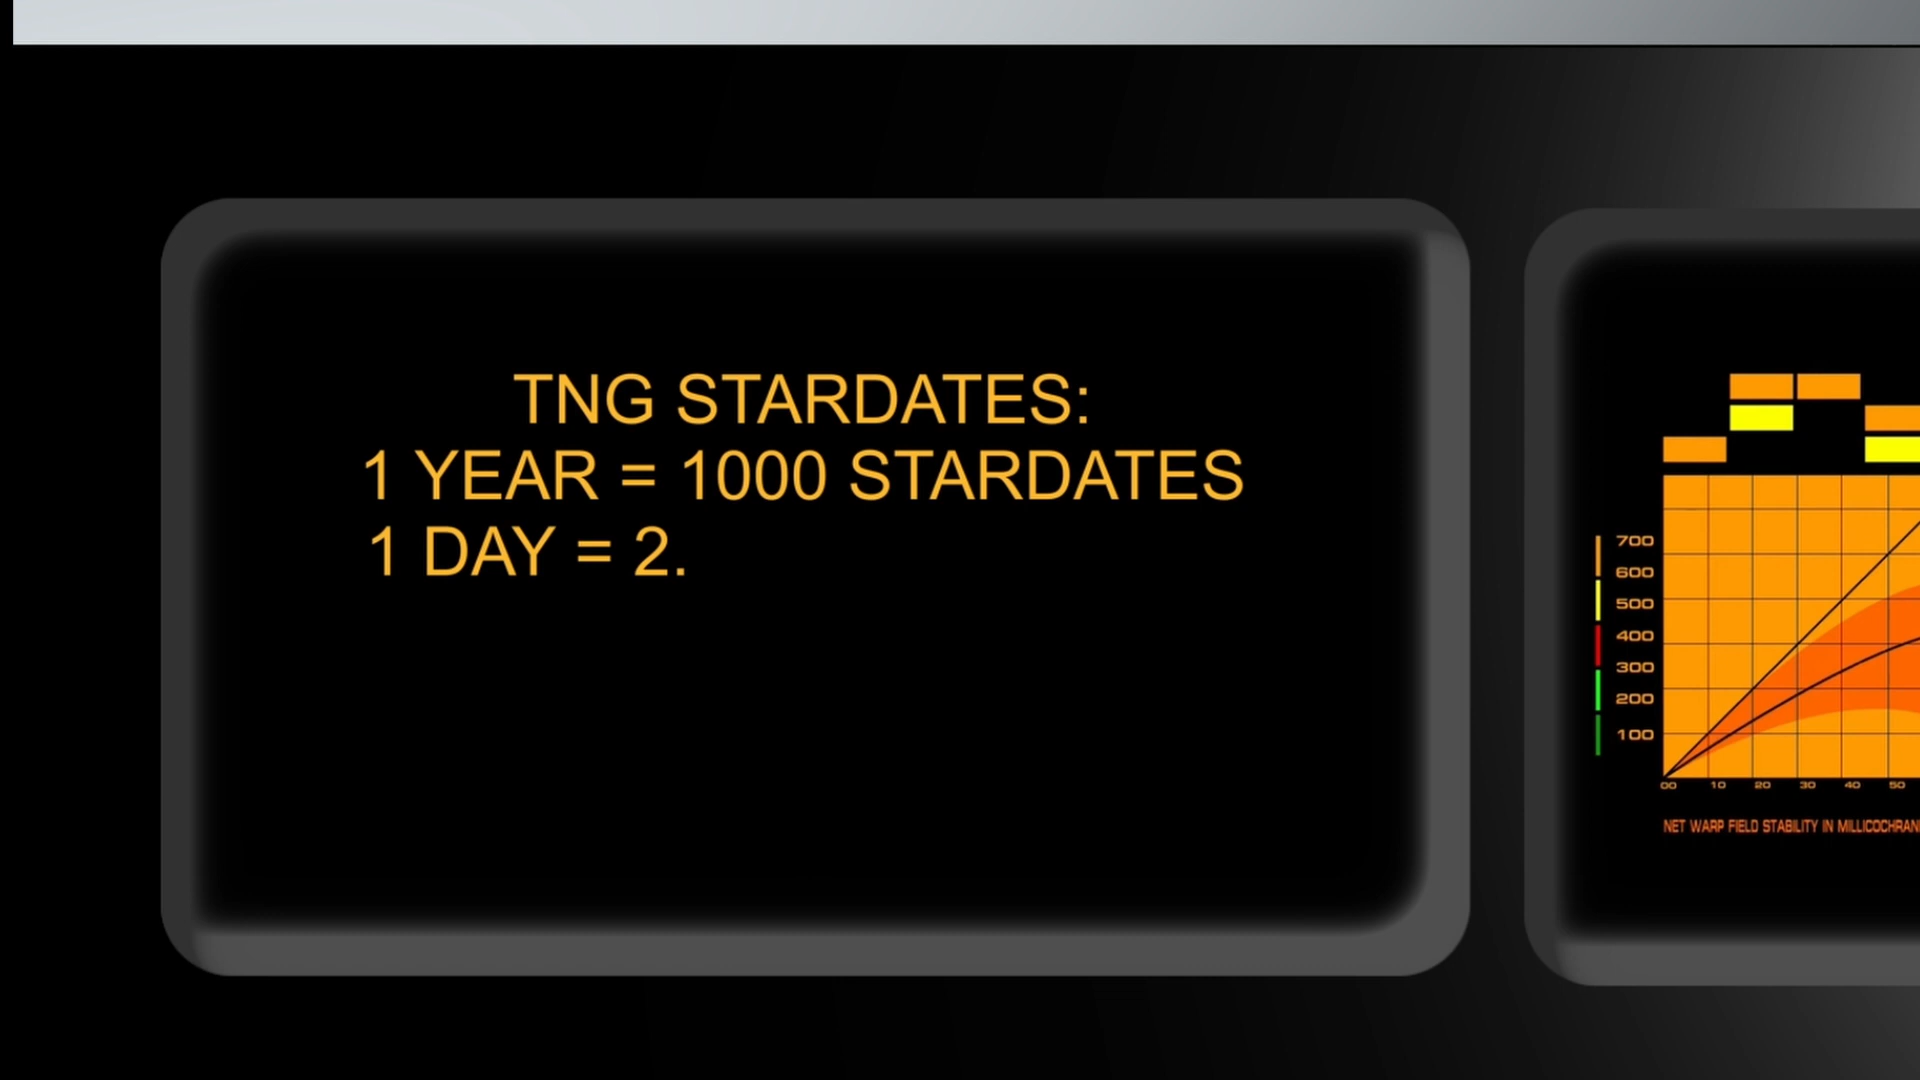 TNG STARDATES:
1 YEAR = 1000 STARDATES
1 DAY = 2.
700
600
500
400
300
200
100
00 10 20 30 40 50
NET WARP FIELD STABILITY IN